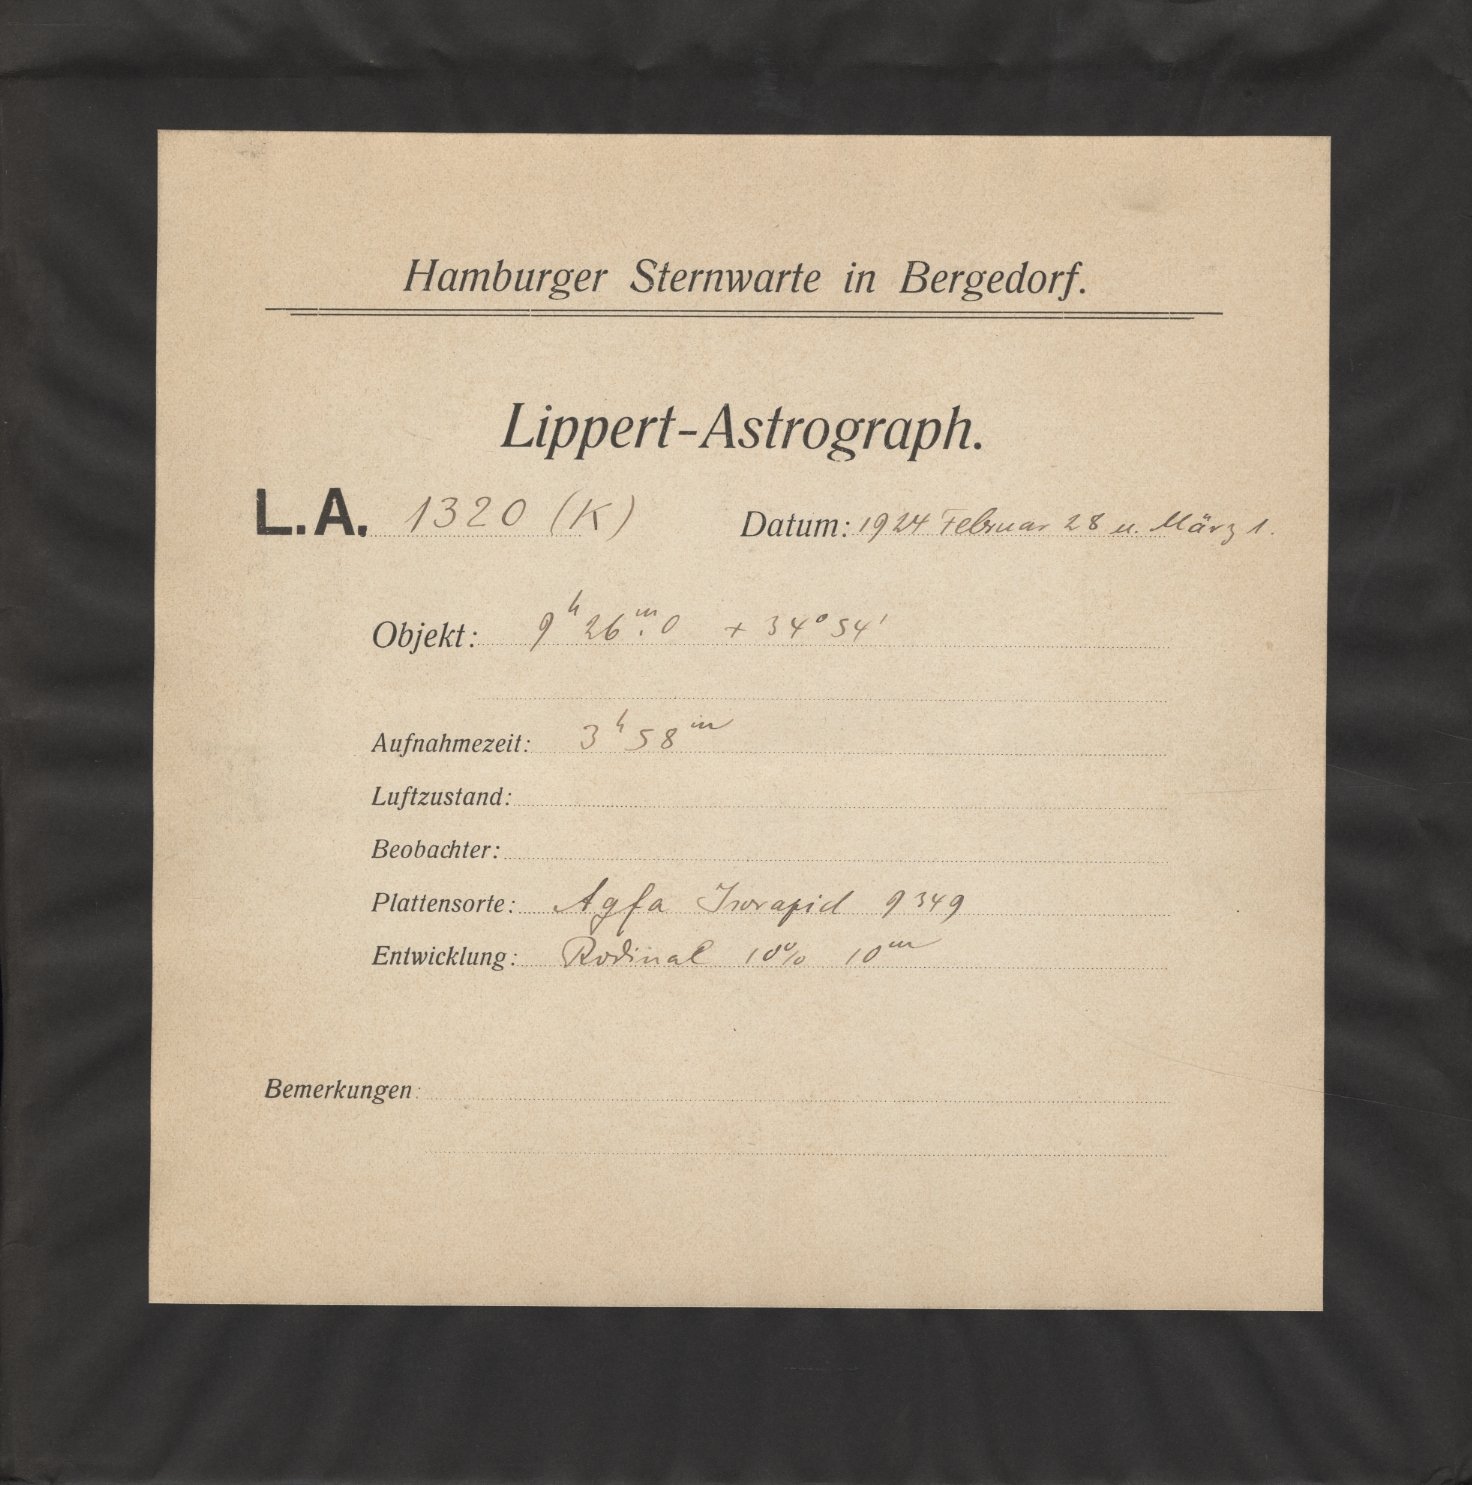 Hamburger Sternwarte in Bergedorf.
Lippert-Astrograph.
L.A. 1320 (K) Datum: 1924 Februar 28 u. März 1.
Objekt: 9ʰ 26ᵐ.0 + 34° 54'
Aufnahmezeit: 3ʰ 58ᵐ
Luftzustand:
Beobachter:
Plattensorte: Agfa Isorapid 9349
Entwicklung: Rodinal 10% 10ᵐ
Bemerkungen: